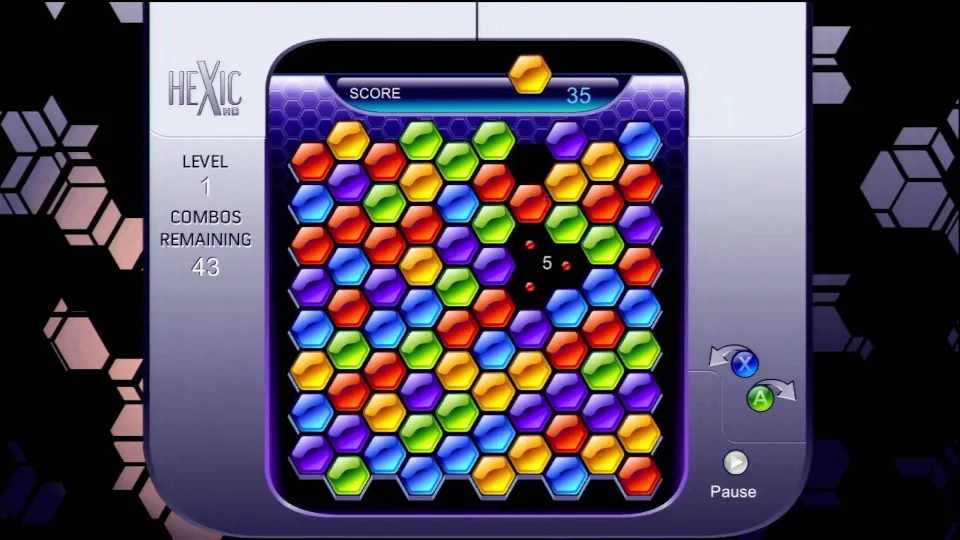 HEXIC
HD
SCORE 35
LEVEL
1
COMBOS
REMAINING
43
5
X
A
Pause